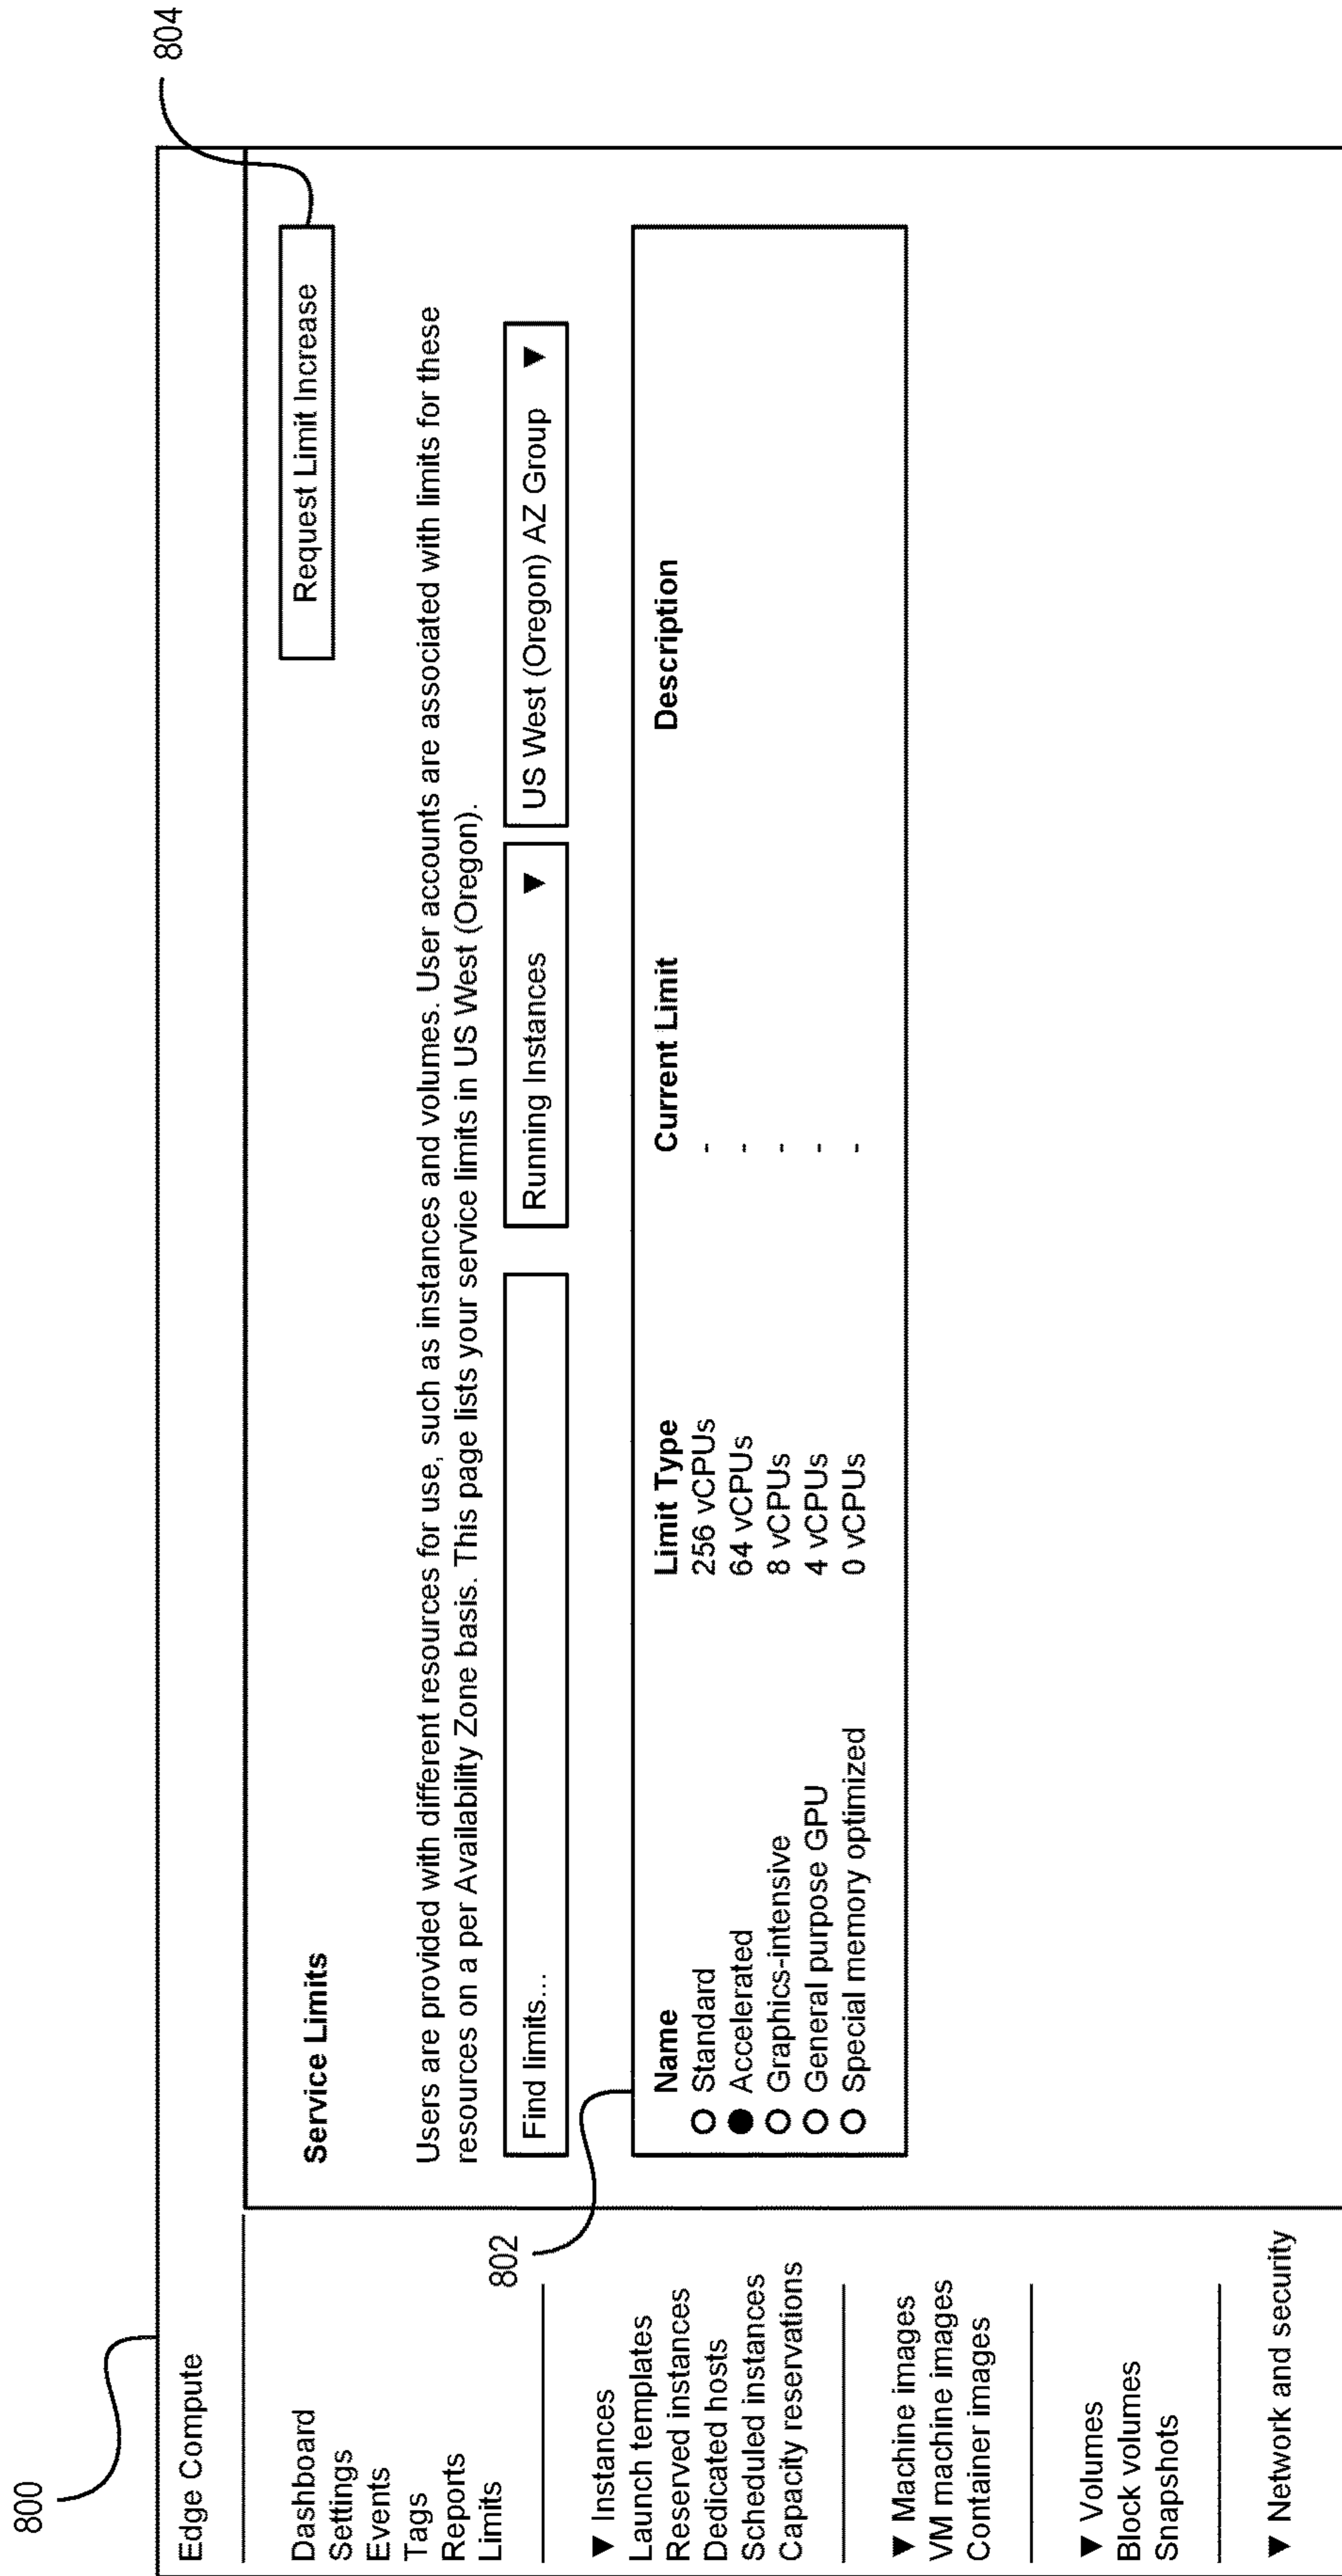 800
804
Edge Compute
Dashboard
Settings
Events
Tags
Reports
Limits
▼ Instances
Launch templates
Reserved instances
Dedicated hosts
Scheduled instances
Capacity reservations
▼ Machine images
VM machine images
Container images
▼ Volumes
Block volumes
Snapshots
▼ Network and security
Service Limits
Request Limit Increase
Users are provided with different resources for use, such as instances and volumes. User accounts are associated with limits for these
resources on a per Availability Zone basis. This page lists your service limits in US West (Oregon).
Find limits...
Running Instances ▼
US West (Oregon) AZ Group ▼
802
Name Limit Type Current Limit Description
Standard 256 vCPUs -
Accelerated 64 vCPUs -
Graphics-intensive 8 vCPUs -
General purpose GPU 4 vCPUs -
Special memory optimized 0 vCPUs -